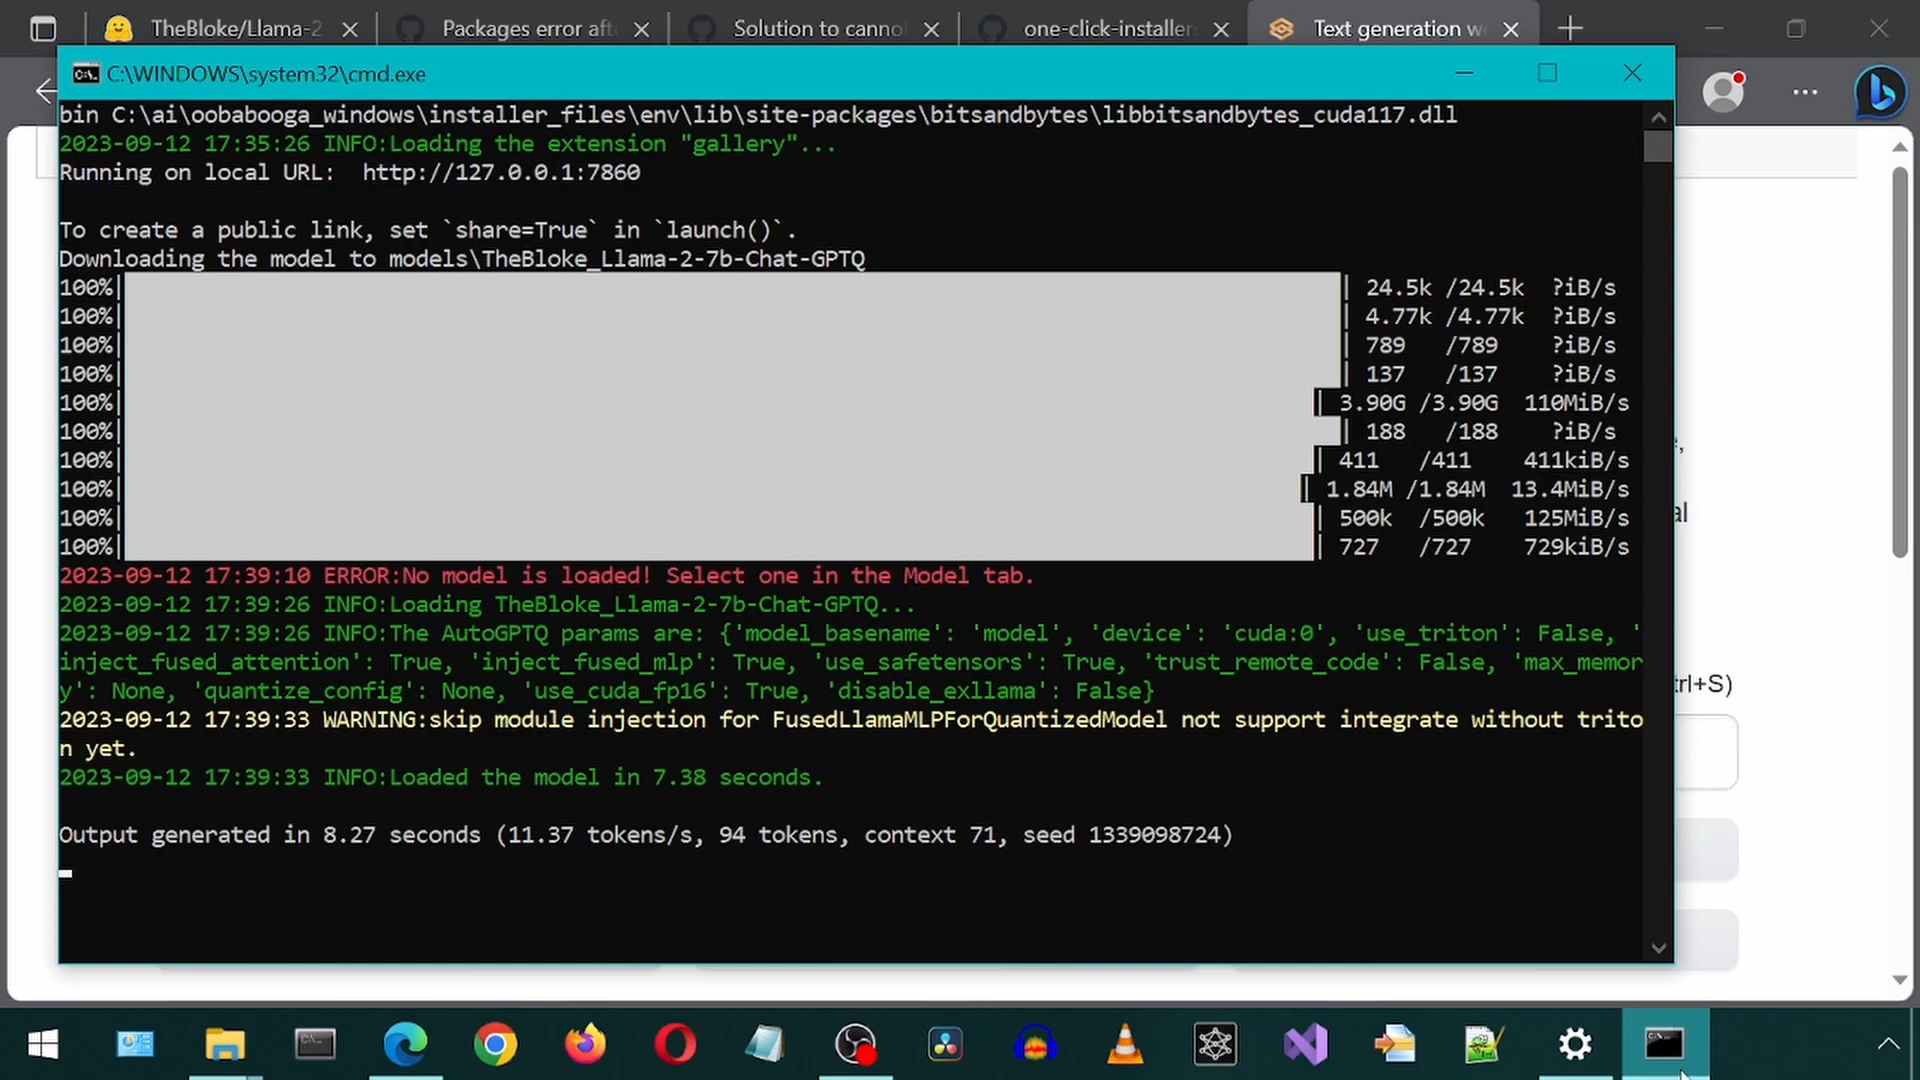 TheBloke/Llama-2
Packages error aft
Solution to canno
one-click-installer
Text generation w
C:\WINDOWS\system32\cmd.exe
bin C:\ai\oobabooga_windows\installer_files\env\lib\site-packages\bitsandbytes\libbitsandbytes_cuda117.dll
2023-09-12 17:35:26 INFO:Loading the extension "gallery"...
Running on local URL:  http://127.0.0.1:7860
To create a public link, set `share=True` in `launch()`.
Downloading the model to models\TheBloke_Llama-2-7b-Chat-GPTQ
100%| | 24.5k /24.5k ?iB/s
100%| | 4.77k /4.77k ?iB/s
100%| | 789 /789 ?iB/s
100%| | 137 /137 ?iB/s
100%| | 3.90G /3.90G 110MiB/s
100%| | 188 /188 ?iB/s
100%| | 411 /411 411kiB/s
100%| | 1.84M /1.84M 13.4MiB/s
100%| | 500k /500k 125MiB/s
100%| | 727 /727 729kiB/s
2023-09-12 17:39:10 ERROR:No model is loaded! Select one in the Model tab.
2023-09-12 17:39:26 INFO:Loading TheBloke_Llama-2-7b-Chat-GPTQ...
2023-09-12 17:39:26 INFO:The AutoGPTQ params are: {'model_basename': 'model', 'device': 'cuda:0', 'use_triton': False, '
inject_fused_attention': True, 'inject_fused_mlp': True, 'use_safetensors': True, 'trust_remote_code': False, 'max_memor
y': None, 'quantize_config': None, 'use_cuda_fp16': True, 'disable_exllama': False}
2023-09-12 17:39:33 WARNING:skip module injection for FusedLlamaMLPForQuantizedModel not support integrate without trito
n yet.
2023-09-12 17:39:33 INFO:Loaded the model in 7.38 seconds.
Output generated in 8.27 seconds (11.37 tokens/s, 94 tokens, context 71, seed 1339098724)
trl+S)